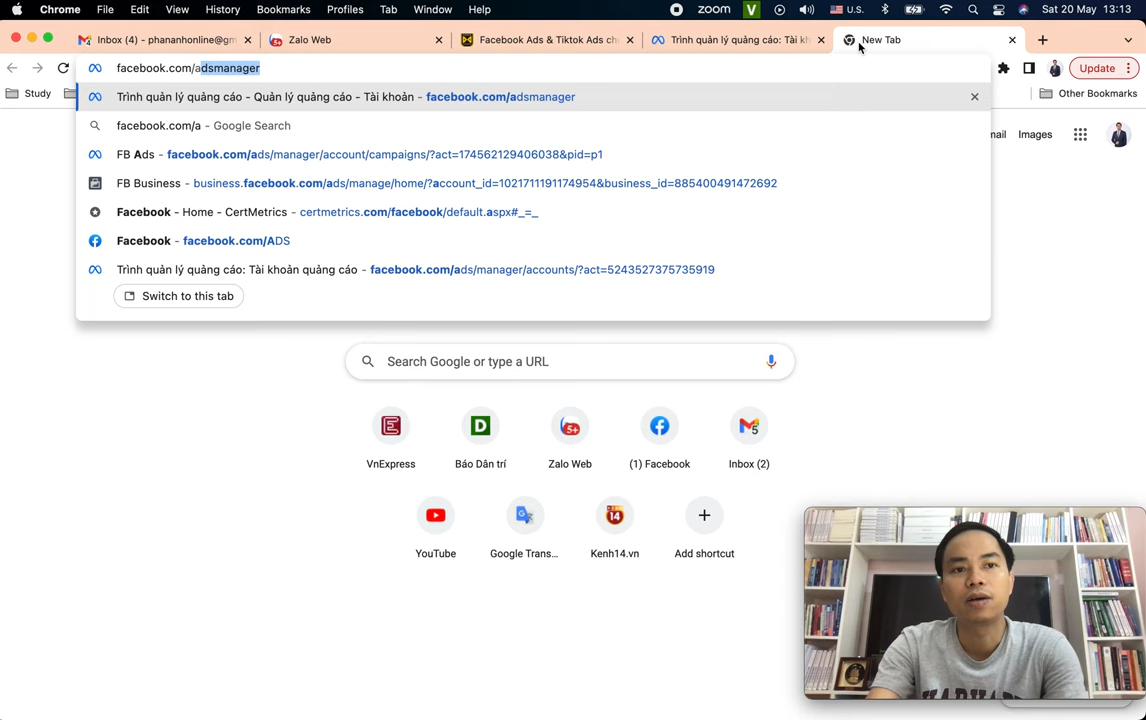 Chrome File Edit View History Bookmarks Profiles Tab Window Help zoom V U.S. Sat 20 May 13:13
Inbox (4) - phananhonline@gm Zalo Web Facebook Ads & Tiktok Ads ch Trình quản lý quảng cáo: Tài kh New Tab
facebook.com/adsmanager Update
Study Other Bookmarks
Trình quản lý quảng cáo - Quản lý quảng cáo - Tài khoản - facebook.com/adsmanager
facebook.com/a - Google Search
mail Images
FB Ads - facebook.com/ads/manager/account/campaigns/?act=174562129406038&pid=p1
FB Business - business.facebook.com/ads/manage/home/?account_id=1021711191174954&business_id=885400491472692
Facebook - Home - CertMetrics - certmetrics.com/facebook/default.aspx#_=_
Facebook - facebook.com/ADS
Trình quản lý quảng cáo: Tài khoản quảng cáo - facebook.com/ads/manager/accounts/?act=5243527375735919
Switch to this tab
Search Google or type a URL
VnExpress Báo Dân trí Zalo Web (1) Facebook Inbox (2)
YouTube Google Trans... Kenh14.vn Add shortcut